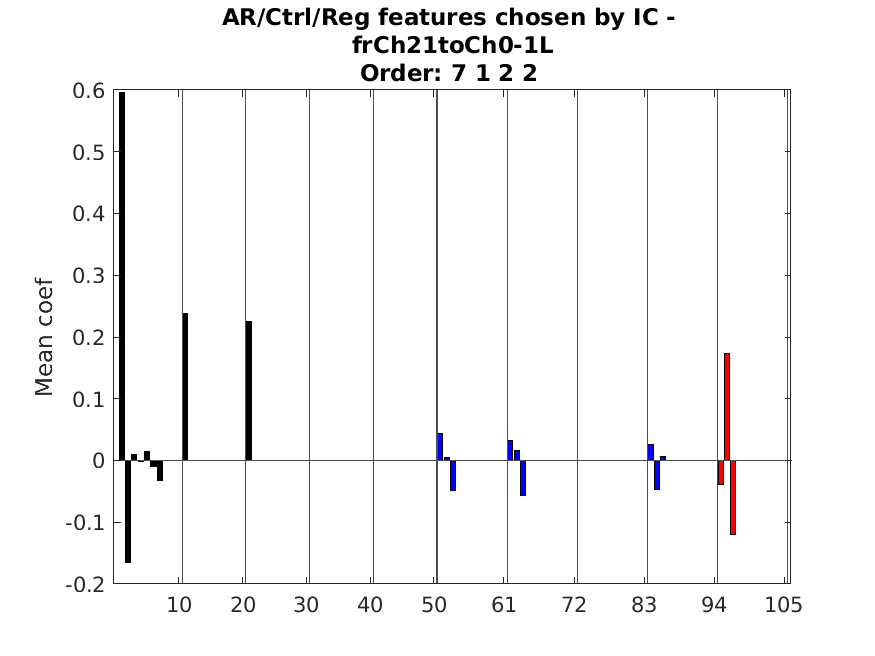 AR/Ctrl/Reg features chosen by IC -
frCh21toCh0-1L
Order: 7 1 2 2
0.6
0.5
0.4
0.3
0.2
0.1
0
-0.1
-0.2
Mean coef
10 20 30 40 50 61 72 83 94 105